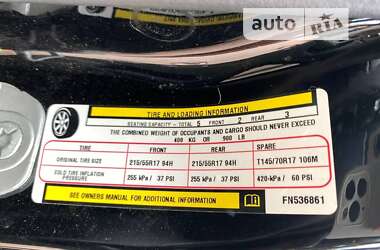 auto RIA
TIRE AND LOADING INFORMATION
SEATING CAPACITY - TOTAL 5 FRONT 2 REAR 3
THE COMBINED WEIGHT OF OCCUPANTS AND CARGO SHOULD NEVER EXCEED
400 KG OR 900 LB
TIRE FRONT REAR SPARE
ORIGINAL TIRE SIZE 215/55R17 94H 215/55R17 94H T145/70R17 106M
COLD TIRE INFLATION PRESSURE 255 kPa / 37 PSI 255 kPa / 37 PSI 420 kPa / 60 PSI
SEE OWNERS MANUAL FOR ADDITIONAL INFORMATION FN536861